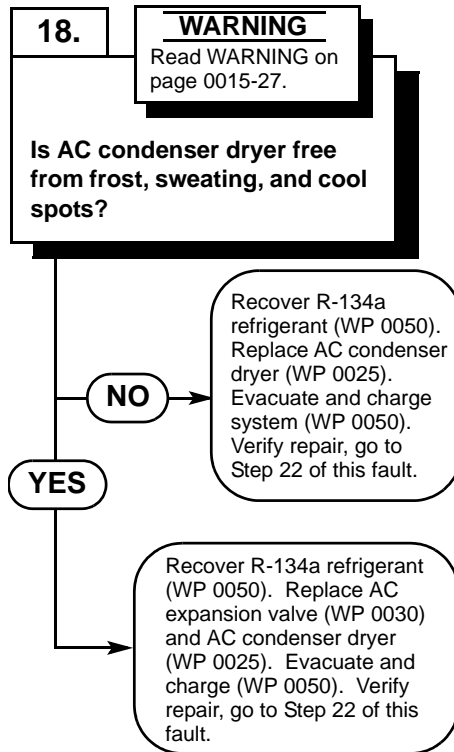 18.
WARNING
Read WARNING on
page 0015-27.
Is AC condenser dryer free
from frost, sweating, and cool
spots?
NO
Recover R-134a
refrigerant (WP 0050).
Replace AC condenser
dryer (WP 0025).
Evacuate and charge
system (WP 0050).
Verify repair, go to
Step 22 of this fault.
YES
Recover R-134a refrigerant
(WP 0050).  Replace AC
expansion valve (WP 0030)
and AC condenser dryer
(WP 0025).  Evacuate and
charge (WP 0050).  Verify
repair, go to Step 22 of this
fault.